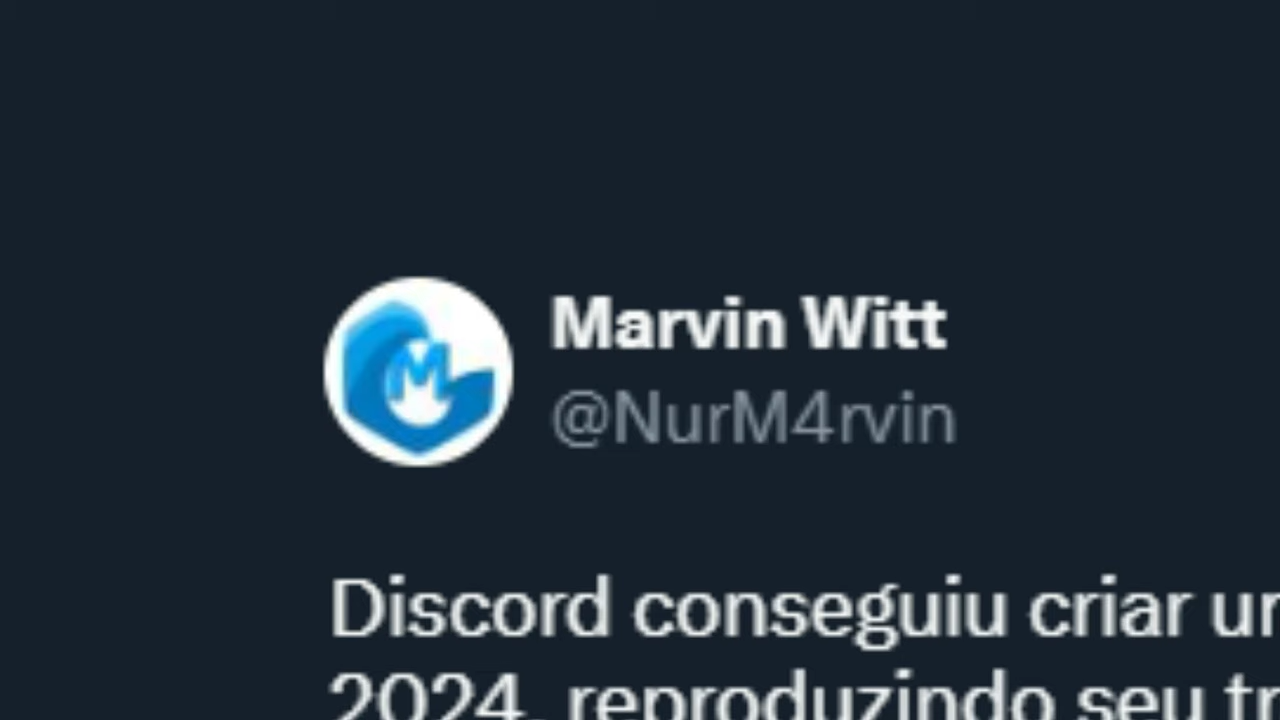 M
Marvin Witt
@NurM4rvin
Discord conseguiu criar
2024, reproduzindo seu